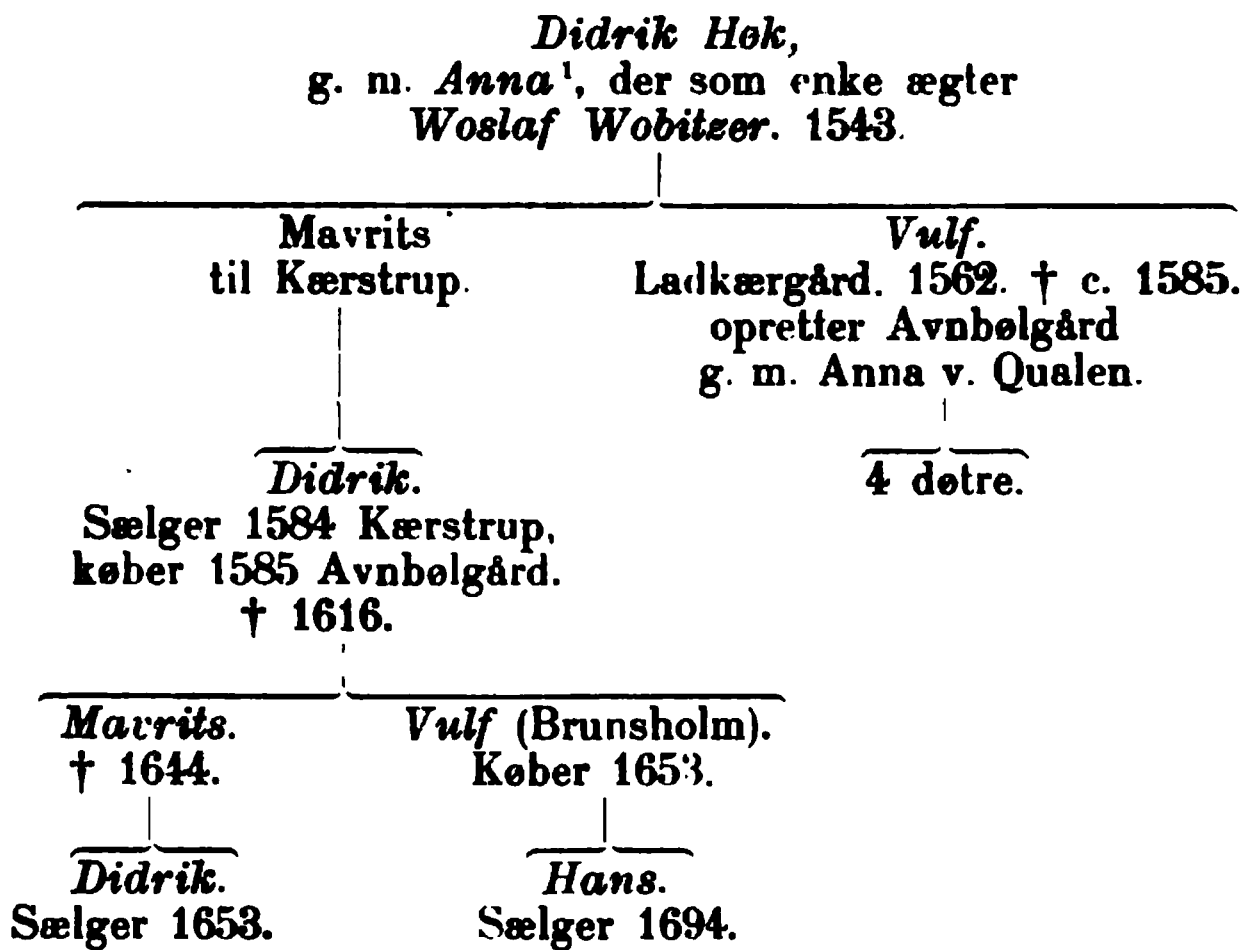 Didrik Høk,
g. m. Anna¹, der som enke ægter
Woslaf Wobitzer. 1543.
Mavrits
til Kærstrup.
Vulf.
Ladkærgård. 1562. † c. 1585.
opretter Avnbølgård
g. m. Anna v. Qualen.
4 døtre.
Didrik.
Sælger 1584 Kærstrup,
køber 1585 Avnbølgård.
† 1616.
Mavrits.
† 1644.
Vulf (Brunsholm).
Køber 1653.
Didrik.
Sælger 1653.
Hans.
Sælger 1694.